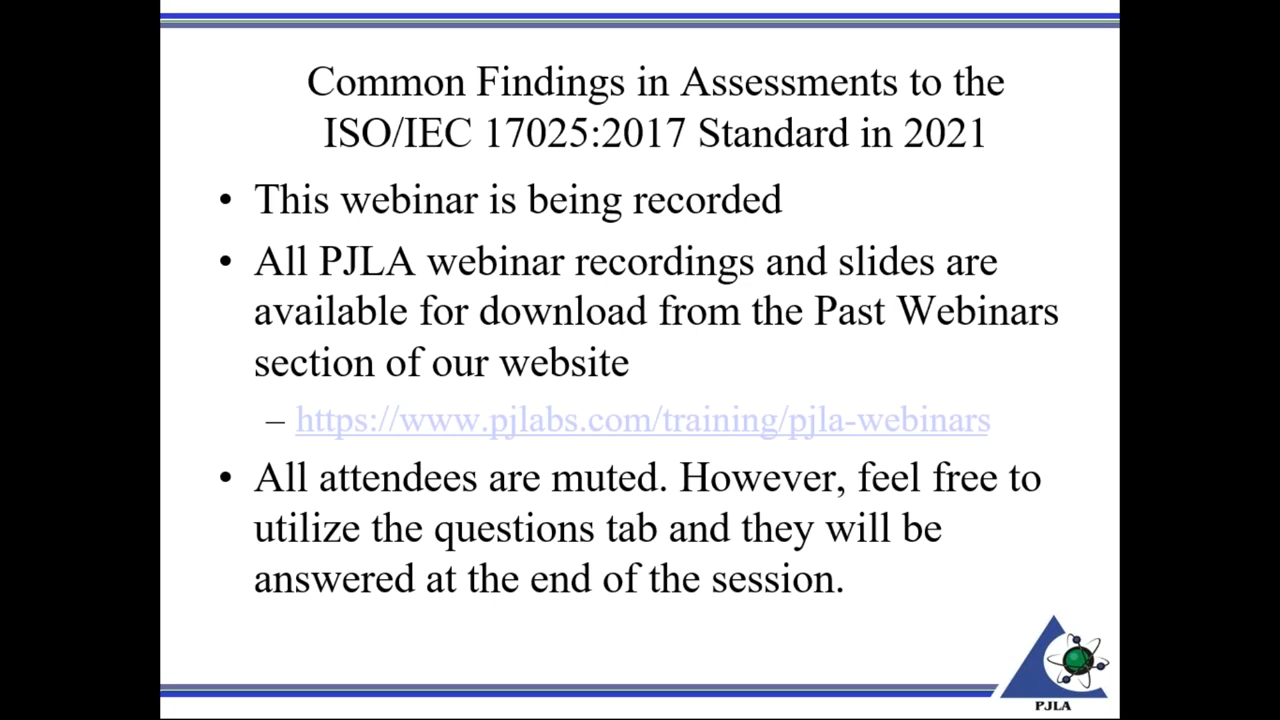 Common Findings in Assessments to the
ISO/IEC 17025:2017 Standard in 2021
• This webinar is being recorded
• All PJLA webinar recordings and slides are
available for download from the Past Webinars
section of our website
– https://www.pjlabs.com/training/pjla-webinars
• All attendees are muted. However, feel free to
utilize the questions tab and they will be
answered at the end of the session.
PJLA